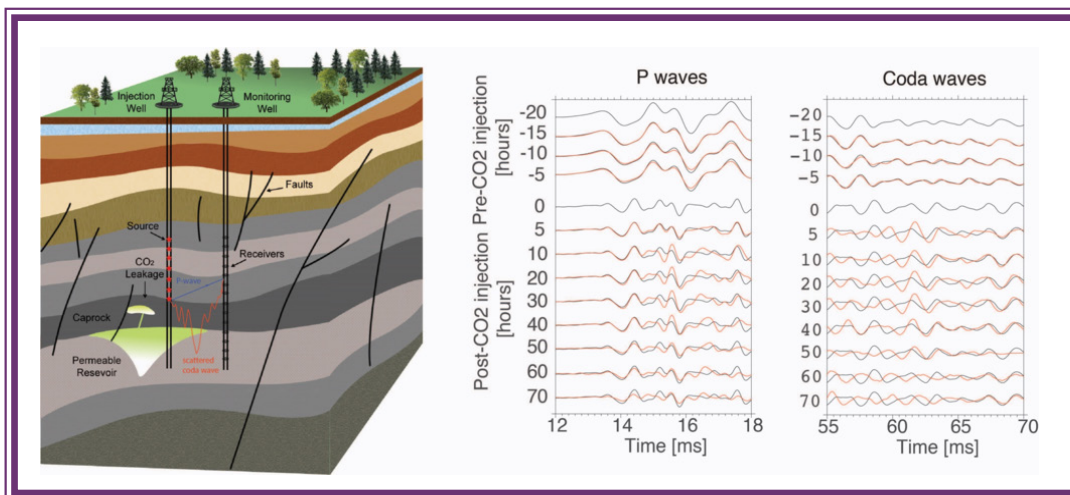 Injection
Well
Monitoring
Well
Faults
Source
CO₂
Leakage
Receivers
P-wave
Caprock
Permeable
Resevoir
scattered
coda wave
P waves
Coda waves
Pre-CO2 injection
[hours]
Post-CO2 injection
[hours]
-20
-15
-10
-5
0
5
10
20
30
40
50
60
70
12
14
16
18
Time [ms]
-20
-15
-10
-5
0
5
10
20
30
40
50
60
70
55
60
65
70
Time [ms]